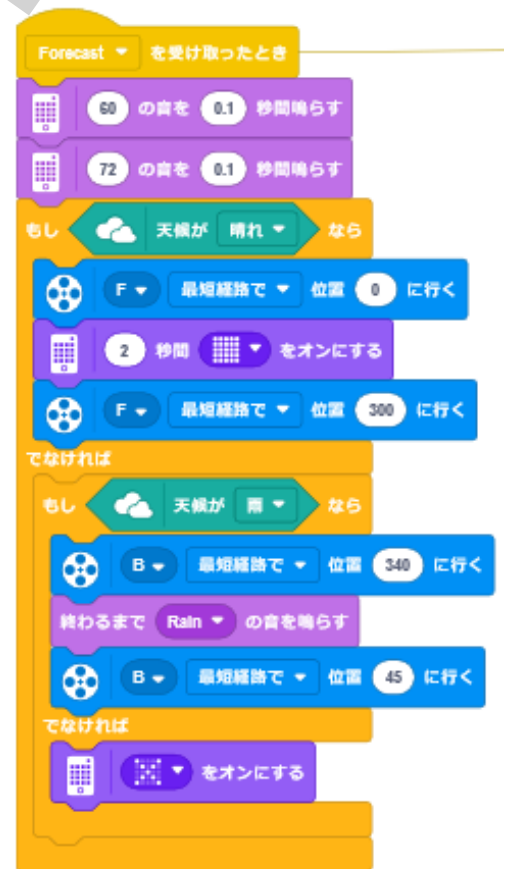 Forecast を受け取ったとき
60 の音を 0.1 秒間鳴らす
72 の音を 0.1 秒間鳴らす
もし 天候が 晴れ なら
F 最短経路で 位置 0 に行く
2 秒間 をオンにする
F 最短経路で 位置 300 に行く
でなければ
もし 天候が 雨 なら
B 最短経路で 位置 340 に行く
終わるまで Rain の音を鳴らす
B 最短経路で 位置 45 に行く
でなければ
をオンにする